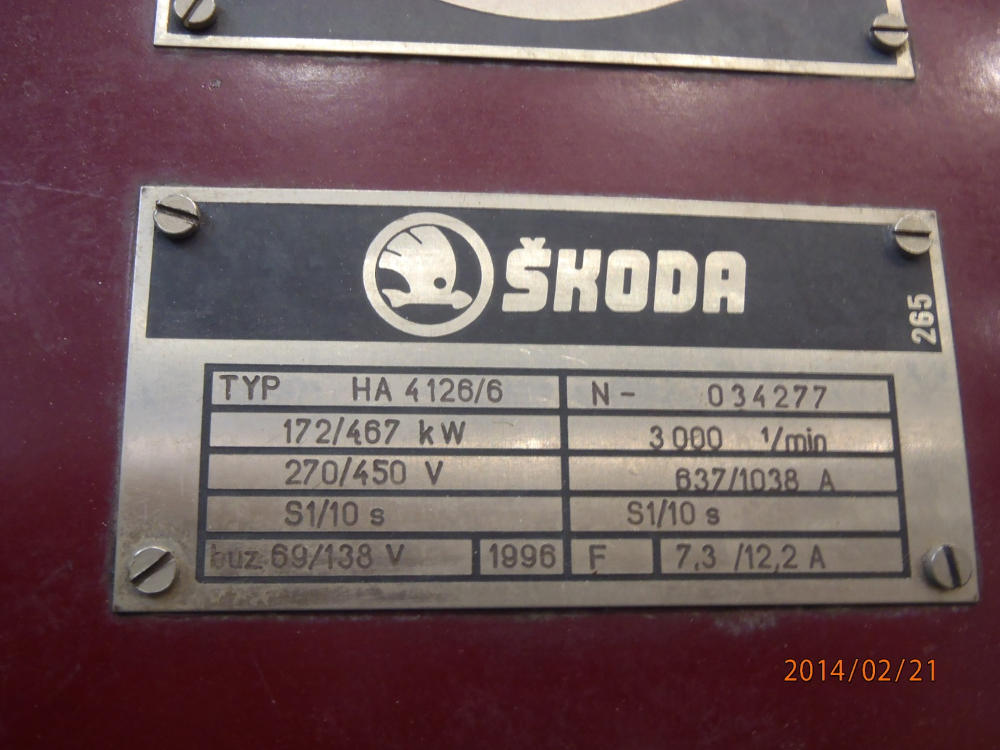 ŠKODA
265
TYP HA 4126/6 N- 034277
172/467 kW 3000 1/min
270/450 V 637/1038 A
S1/10 s S1/10 s
buz. 69/138 V 1996 F 7,3 /12,2 A
2014/02/21